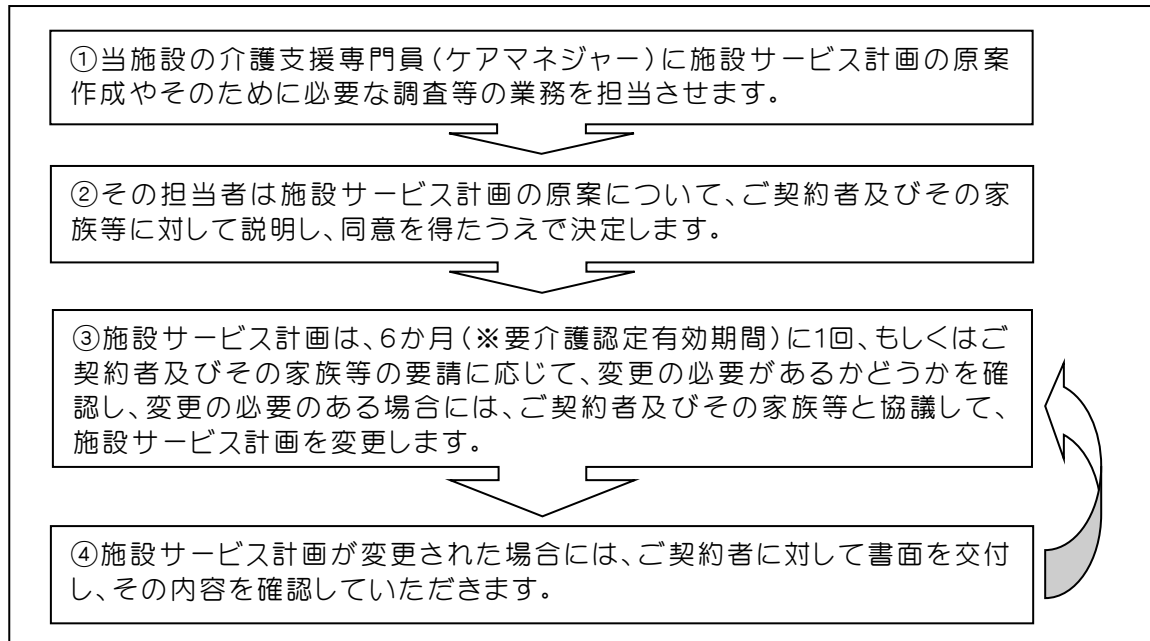 ①当施設の介護支援専門員(ケアマネジャー)に施設サービス計画の原案
作成やそのために必要な調査等の業務を担当させます。
②その担当者は施設サービス計画の原案について、ご契約者及びその家
族等に対して説明し、同意を得たうえで決定します。
③施設サービス計画は、6か月(※要介護認定有効期間)に1回、もしくはご
契約者及びその家族等の要請に応じて、変更の必要があるかどうかを確
認し、変更の必要のある場合には、ご契約者及びその家族等と協議して、
施設サービス計画を変更します。
④施設サービス計画が変更された場合には、ご契約者に対して書面を交付
し、その内容を確認していただきます。